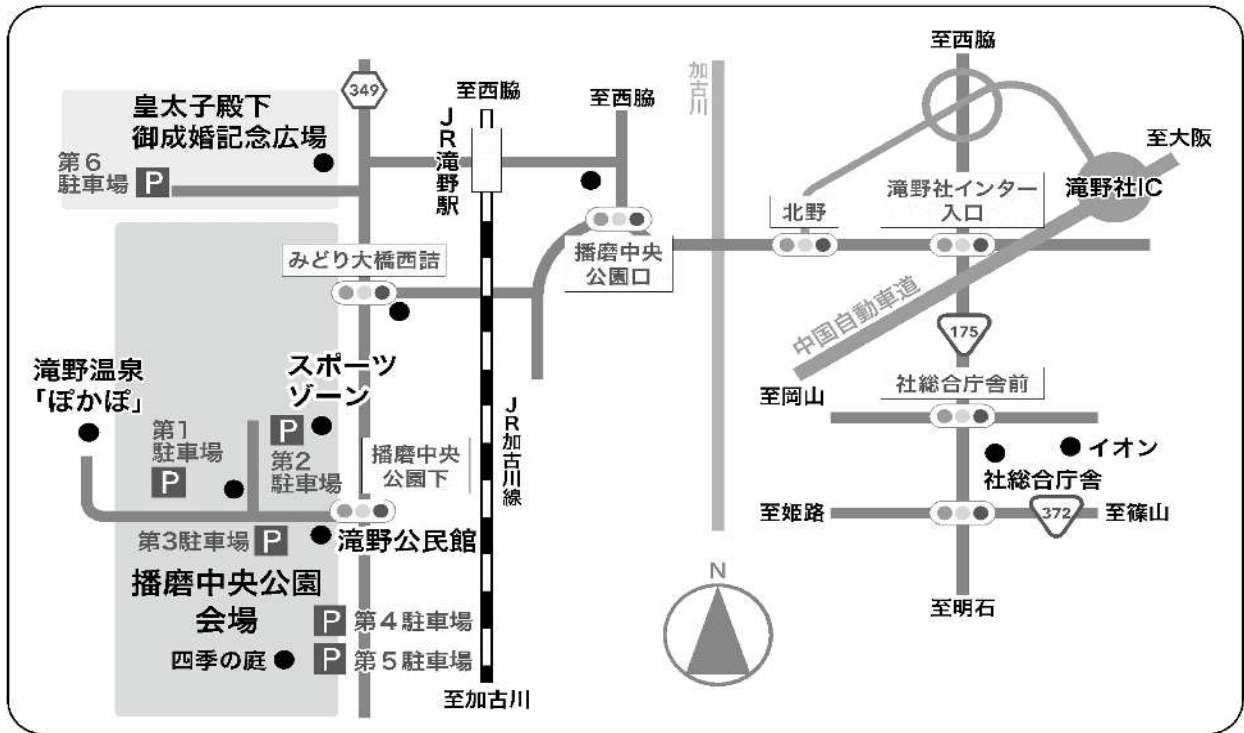 至西脇
加古川
349
皇太子殿下
御成婚記念広場
至西脇
至西脇
第6
駐車場
P
JR滝野駅
至大阪
滝野社IC
北野
滝野社インター
入口
みどり大橋西詰
播磨中央
公園口
中国自動車道
175
滝野温泉
「ぽかぽ」
スポーツ
ゾーン
至岡山
社総合庁舎前
第1
駐車場
P
P
第2
駐車場
播磨中央
公園下
JR加古川線
イオン
社総合庁舎
至姫路
372
至篠山
第3駐車場
P
滝野公民館
播磨中央公園
会場
N
至明石
P
第4駐車場
四季の庭
P
第5駐車場
至加古川